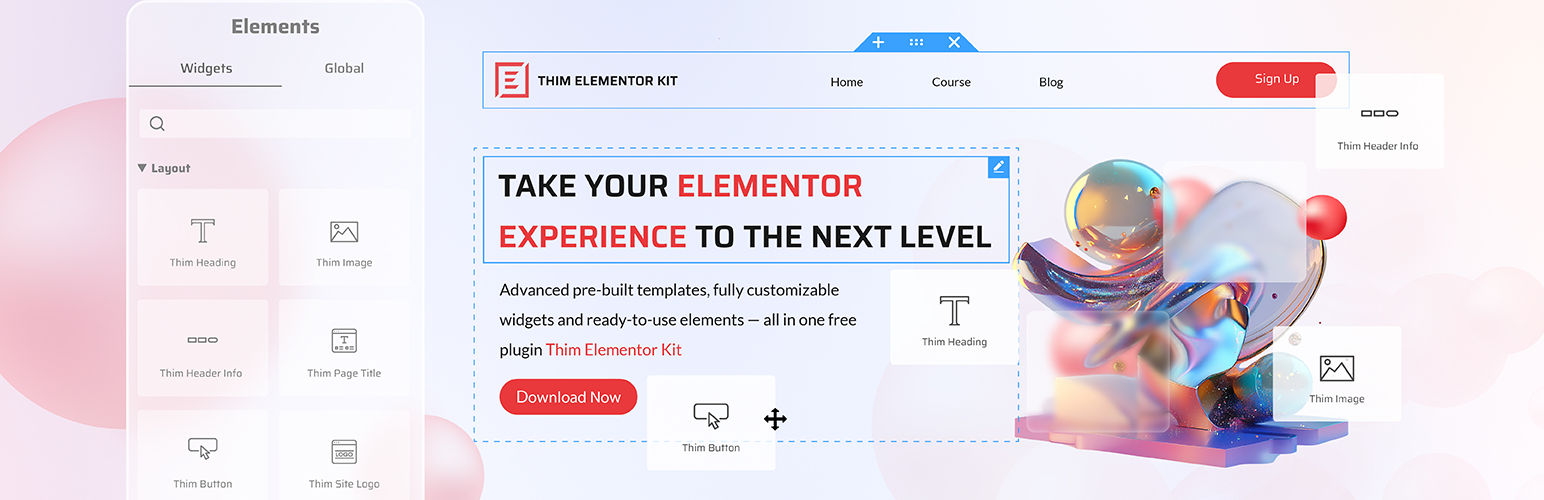 Elements
Widgets Global
Layout
Thim Heading Thim Image
Thim Header Info Thim Page Title
LOGO
Thim Button Thim Site Logo
THIM ELEMENTOR KIT Home Course Blog Sign Up
Thim Header Info
TAKE YOUR ELEMENTOR
EXPERIENCE TO THE NEXT LEVEL
Advanced pre-built templates, fully customizable
widgets and ready-to-use elements — all in one free
plugin Thim Elementor Kit
Thim Heading
Download Now
Thim Button
Thim Image